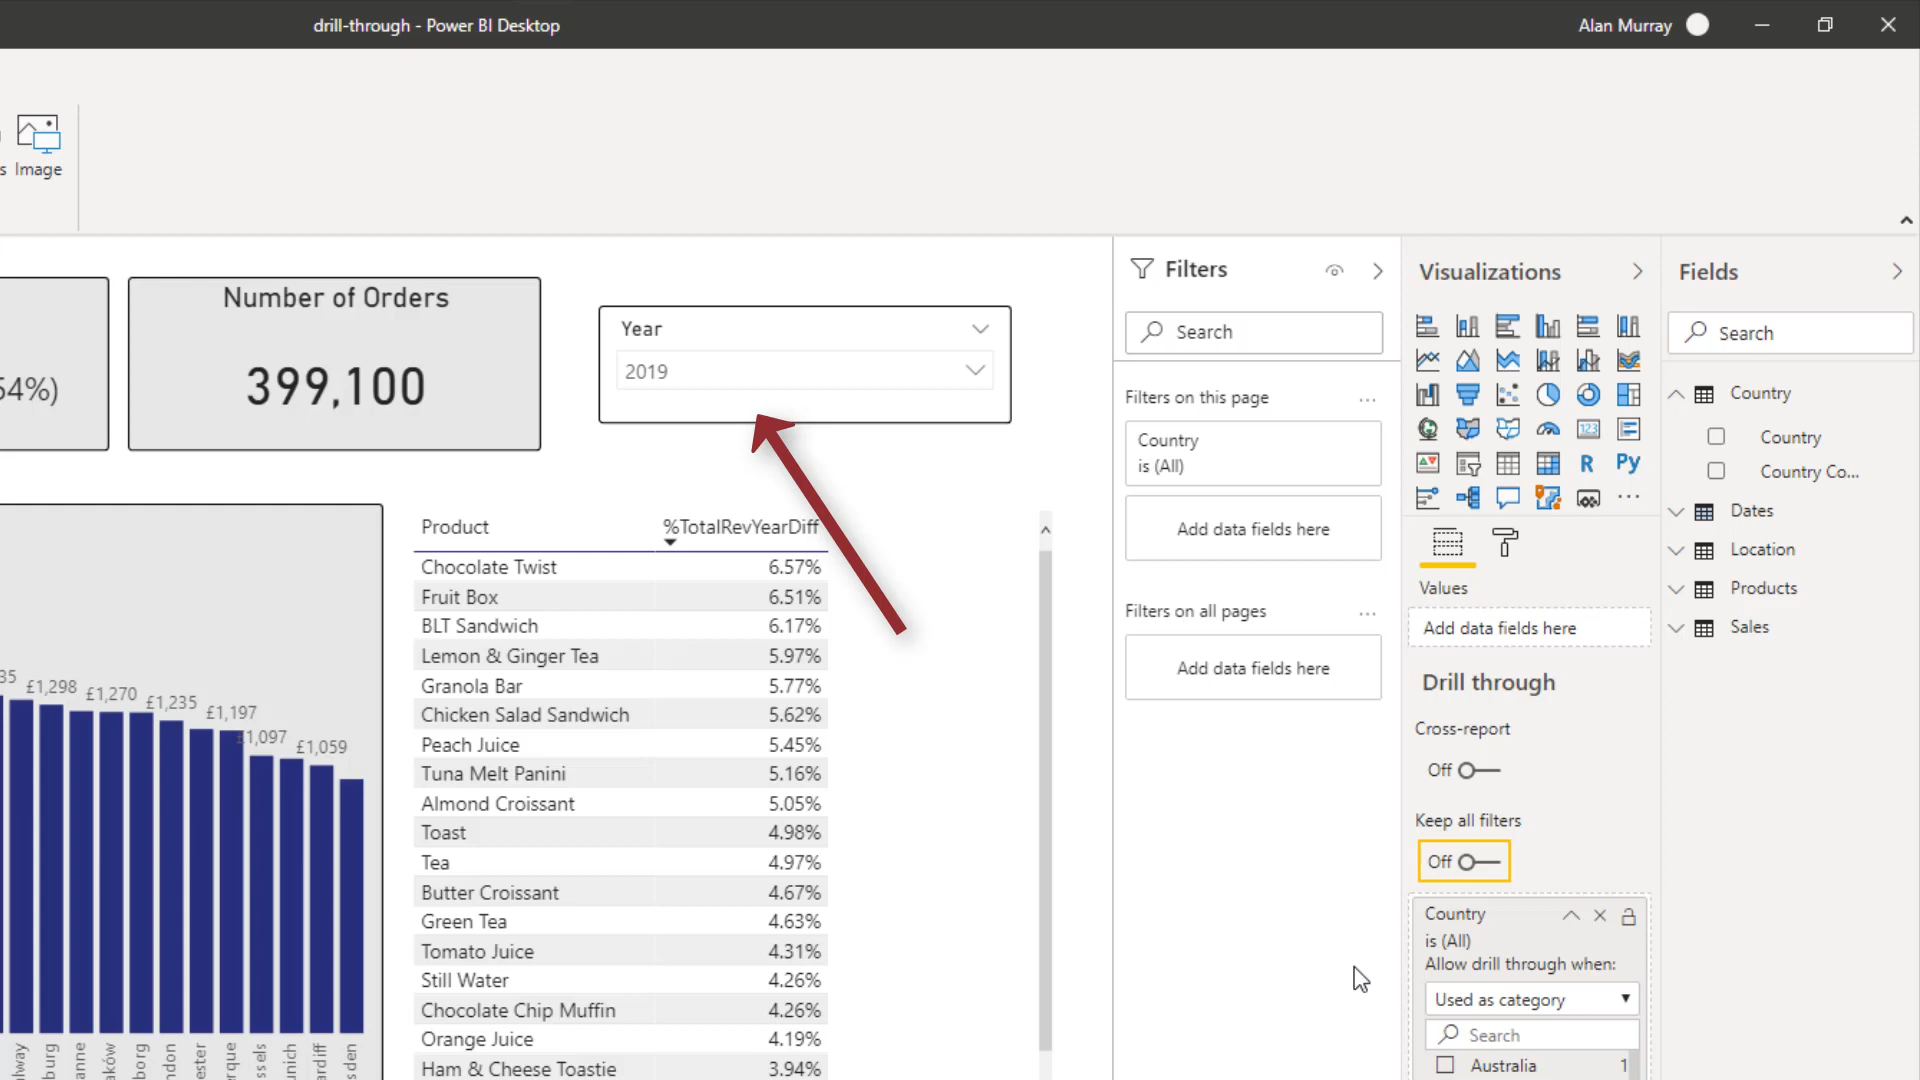 drill-through - Power BI Desktop
Alan Murray
s Image
54%)
Number of Orders
399,100
Year
2019
£1,298
£1,270
£1,235
£1,197
£1,059
Product %TotalRevYearDiff
Chocolate Twist 6.57%
Fruit Box 6.51%
BLT Sandwich 6.17%
Lemon & Ginger Tea 5.97%
Granola Bar 5.77%
Chicken Salad Sandwich 5.62%
Peach Juice 5.45%
Tuna Melt Panini 5.16%
Almond Croissant 5.05%
Toast 4.98%
Tea 4.97%
Butter Croissant 4.67%
Green Tea 4.63%
Tomato Juice 4.31%
Still Water 4.26%
Chocolate Chip Muffin 4.26%
Orange Juice 4.19%
Ham & Cheese Toastie 3.94%
Filters
Search
Filters on this page ...
Country
is (All)
Add data fields here
Filters on all pages ...
Add data fields here
Visualizations
123
R Py
...
Values
Add data fields here
Drill through
Cross-report
Off
Keep all filters
Off
Country
is (All)
Allow drill through when:
Used as category
Search
Australia 1
Fields
Search
Country
Country
Country Co...
Dates
Location
Products
Sales